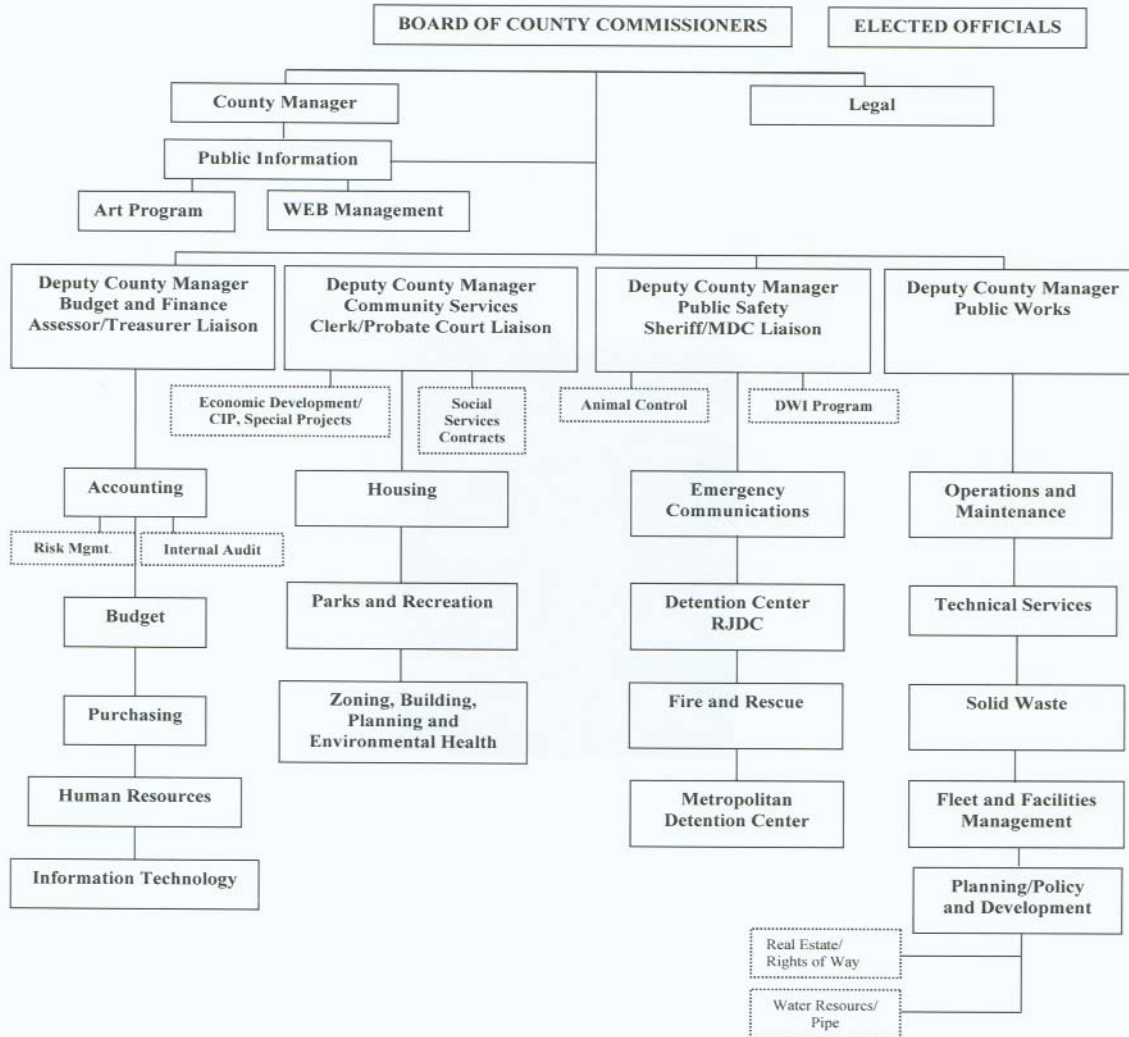 BOARD OF COUNTY COMMISSIONERS
ELECTED OFFICIALS
County Manager
Legal
Public Information
Art Program
WEB Management
Deputy County Manager
Budget and Finance
Assessor/Treasurer Liaison
Deputy County Manager
Community Services
Clerk/Probate Court Liaison
Deputy County Manager
Public Safety
Sheriff/MDC Liaison
Deputy County Manager
Public Works
Economic Development/
CIP, Special Projects
Social
Services
Contracts
Animal Control
DWI Program
Accounting
Housing
Emergency
Communications
Operations and
Maintenance
Risk Mgmt.
Internal Audit
Budget
Parks and Recreation
Detention Center
RJDC
Technical Services
Purchasing
Zoning, Building,
Planning and
Environmental Health
Fire and Rescue
Solid Waste
Human Resources
Metropolitan
Detention Center
Fleet and Facilities
Management
Information Technology
Planning/Policy
and Development
Real Estate/
Rights of Way
Water Resourcs/
Pipe